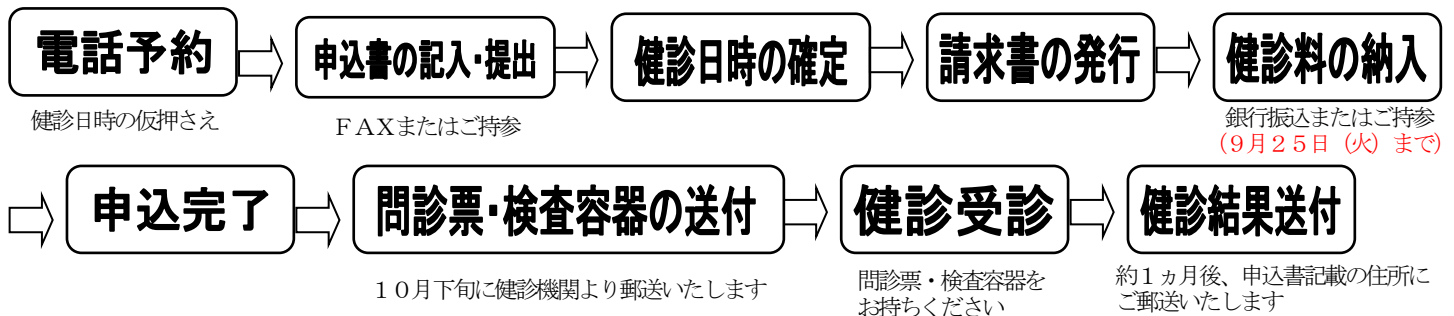 電話予約
申込書の記入・提出
健診日時の確定
請求書の発行
健診料の納入
健診日時の仮押さえ
ＦＡＸまたはご持参
銀行振込またはご持参
（９月２５日（火）まで）
申込完了
問診票・検査容器の送付
健診受診
健診結果送付
１０月下旬に健診機関より郵送いたします
問診票・検査容器を
お持ちください
約１ヵ月後、申込書記載の住所に
ご郵送いたします